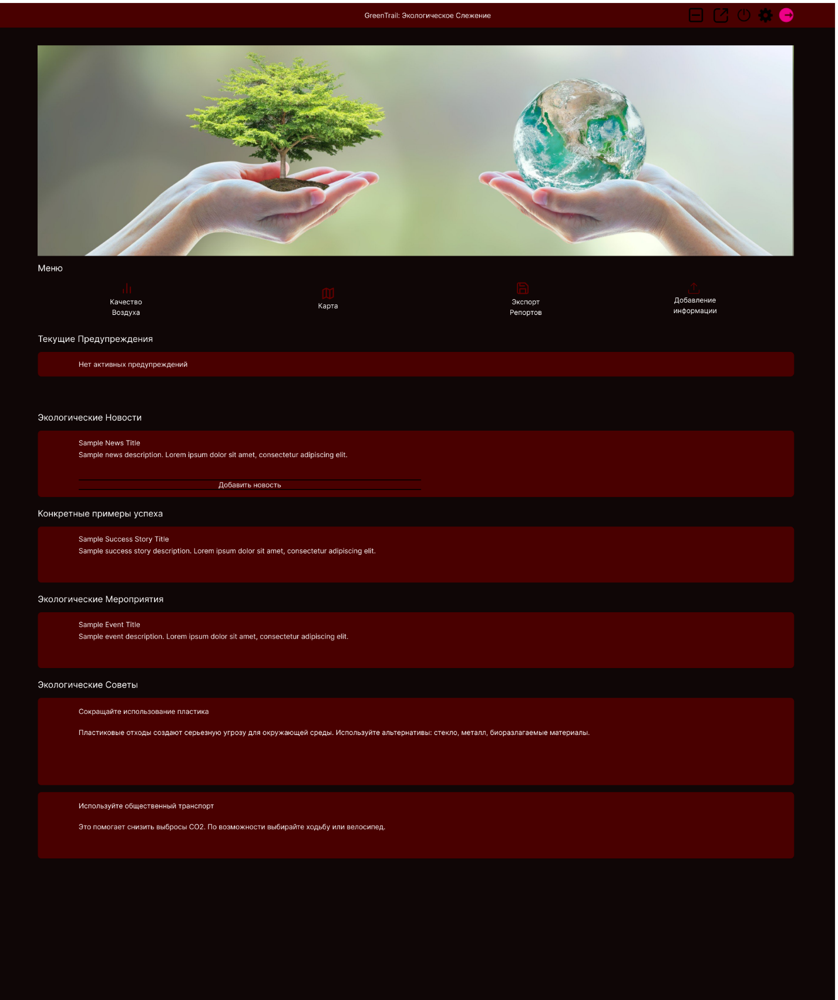 GreenTrail: Экологическое Слежение
Меню
Качество
Воздуха
Карта
Экспорт
Репортов
Добавление
информации
Текущие Предупреждения
Нет активных предупреждений
Экологические Новости
Sample News Title
Sample news description. Lorem ipsum dolor sit amet, consectetur adipiscing elit.
Добавить новость
Конкретные примеры успеха
Sample Success Story Title
Sample success story description. Lorem ipsum dolor sit amet, consectetur adipiscing elit.
Экологические Мероприятия
Sample Event Title
Sample event description. Lorem ipsum dolor sit amet, consectetur adipiscing elit.
Экологические Советы
Сокращайте использование пластика
Пластиковые отходы создают серьезную угрозу для окружающей среды. Используйте альтернативы: стекло, металл, биоразлагаемые материалы.
Используйте общественный транспорт
Это помогает снизить выбросы CO2. По возможности выбирайте ходьбу или велосипед.